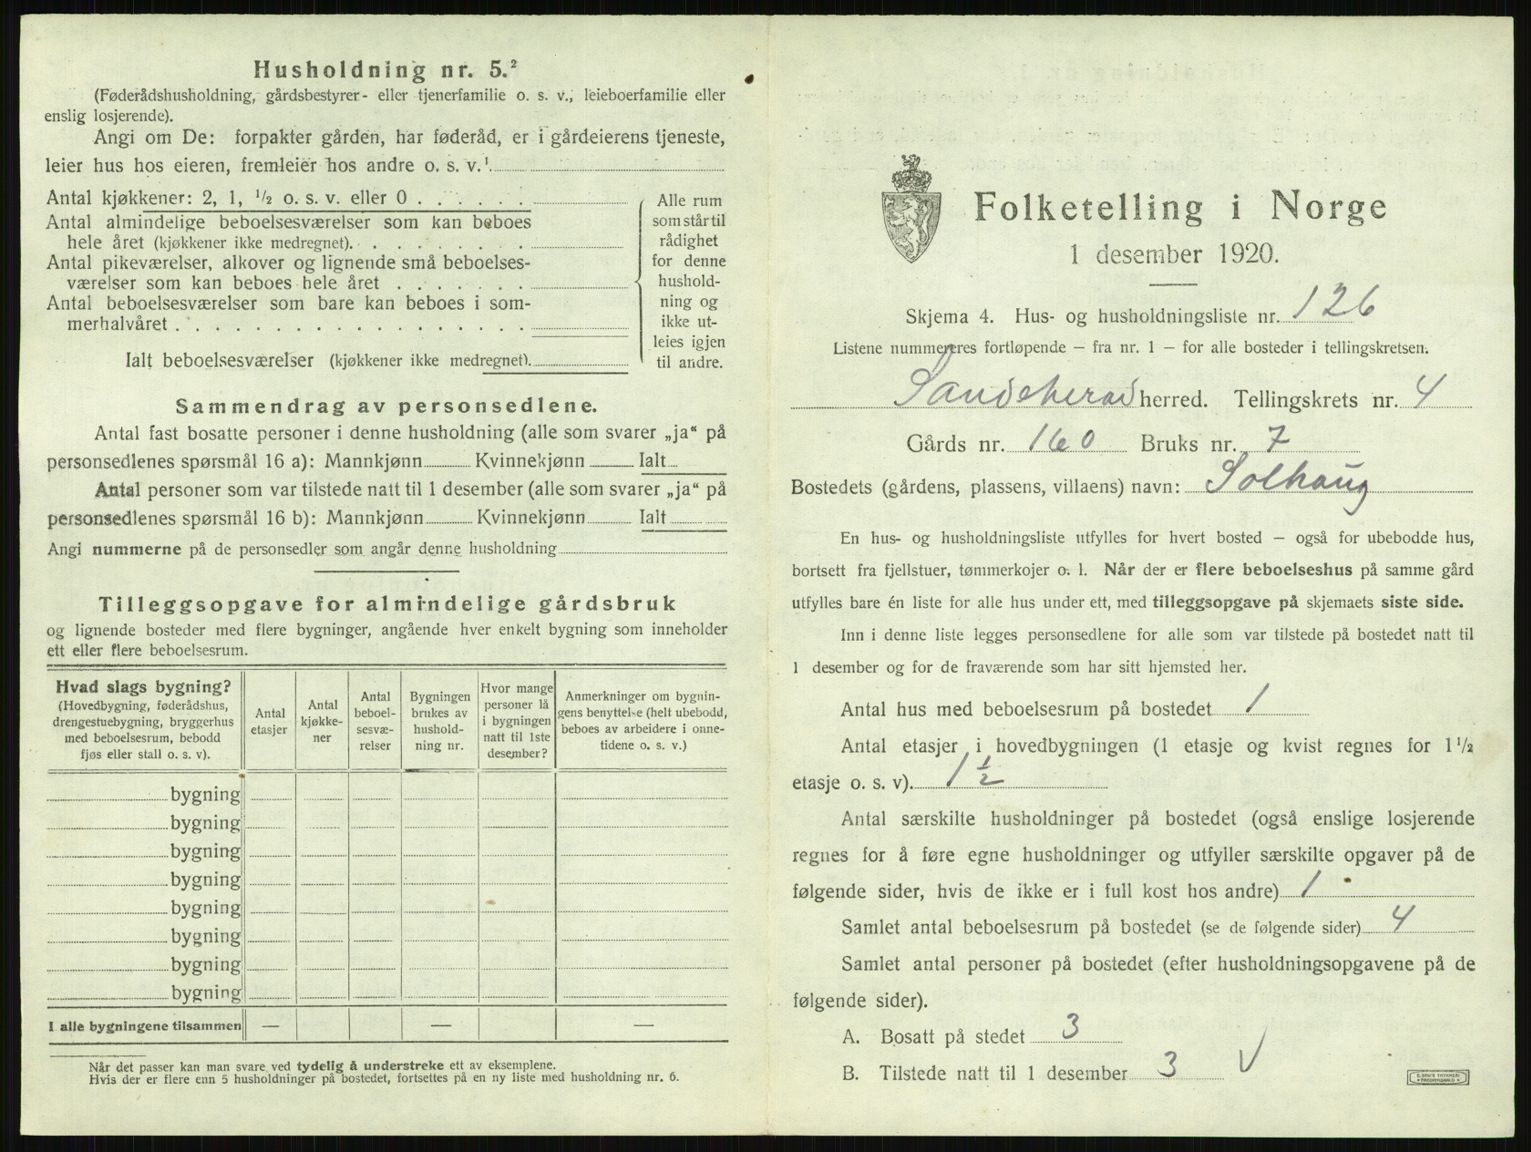 Husholdning nr. 5.²
(Føderådshusholdning, gårdsbestyrer- eller tjenerfamilie o. s. v., leieboerfamilie eller
enslig losjerende).
Angi om De: forpakter gården, har føderåd, er i gårdeierens tjeneste,
leier hus hos eieren, fremleier hos andre o. s. v.¹
Antal kjøkkener: 2, 1, ½ o. s. v. eller 0
Antal almindelige beboelsesværelser som kan beboes
hele året (kjøkkener ikke medregnet).
Antal pikeværelser, alkover og lignende små beboelses-
værelser som kan beboes hele året
Antal beboelsesværelser som bare kan beboes i som-
merhalvåret
Ialt beboelsesværelser (kjøkkener ikke medregnet).
Alle rum
som står til
rådighet
for denne
hushold-
ning og
ikke ut-
leies igjen
til andre.
Sammendrag av personsedlene.
Antal fast bosatte personer i denne husholdning (alle som svarer „ja“ på
personsedlenes spørsmål 16 a): Mannkjønn Kvinnekjønn Ialt
Antal personer som var tilstede natt til 1 desember (alle som svarer „ja“ på
personsedlenes spørsmål 16 b): Mannkjønn Kvinnekjønn Ialt
Angi nummerne på de personsedler som angår denne husholdning
Tilleggsopgave for almindelige gårdsbruk
og lignende bosteder med flere bygninger, angående hver enkelt bygning som inneholder
ett eller flere beboelsesrum.
Hvad slags bygning?
(Hovedbygning, føderådshus,
drengestuebygning, bryggerhus
med beboelsesrum, bebodd
fjøs eller stall o. s. v).
Antal
etasjer
Antal
kjøkke-
ner
Antal
beboel-
sesvæ-
relser
Bygningen
brukes av
hushold-
ning nr.
Hvor mange
personer lå
i bygningen
natt til 1ste
desember?
Anmerkninger om bygnin-
gens benyttelse (helt ubebodd,
beboes av arbeidere i onne-
tidene o. s. v.)
bygning
bygning
bygning
bygning
bygning
bygning
bygning
bygning
I alle bygningene tilsammen — — —
Når det passer kan man svare ved tydelig å understreke ett av eksemplene.
Hvis der er flere enn 5 husholdninger på bostedet, fortsettes på en ny liste med husholdning nr. 6.
Folketelling i Norge
1 desember 1920.
Skjema 4. Hus- og husholdningsliste nr. 126
Listene nummereres fortløpende – fra nr. 1 – for alle bosteder i tellingskretsen.
Sandeherad herred. Tellingskrets nr. 4
Gårds nr. 160 Bruks nr. 7
Bostedets (gårdens, plassens, villaens) navn: Solhaug
En hus- og husholdningsliste utfylles for hvert bosted – også for ubebodde hus,
bortsett fra fjellstuer, tømmerkojer o. l. Når der er flere beboelseshus på samme gård
utfylles bare én liste for alle hus under ett, med tilleggsopgave på skjemaets siste side.
Inn i denne liste legges personsedlene for alle som var tilstede på bostedet natt til
1 desember og for de fraværende som har sitt hjemsted her.
Antal hus med beboelsesrum på bostedet 1
Antal etasjer i hovedbygningen (1 etasje og kvist regnes for 1½
etasje o. s. v). 1 ½
Antal særskilte husholdninger på bostedet (også enslige losjerende
regnes for å føre egne husholdninger og utfyller særskilte opgaver på de
følgende sider, hvis de ikke er i full kost hos andre) 1
Samlet antal beboelsesrum på bostedet (se de følgende sider) 4
Samlet antal personer på bostedet (efter husholdningsopgavene på de
følgende sider).
A. Bosatt på stedet 3
B. Tilstede natt til 1 desember 3 V